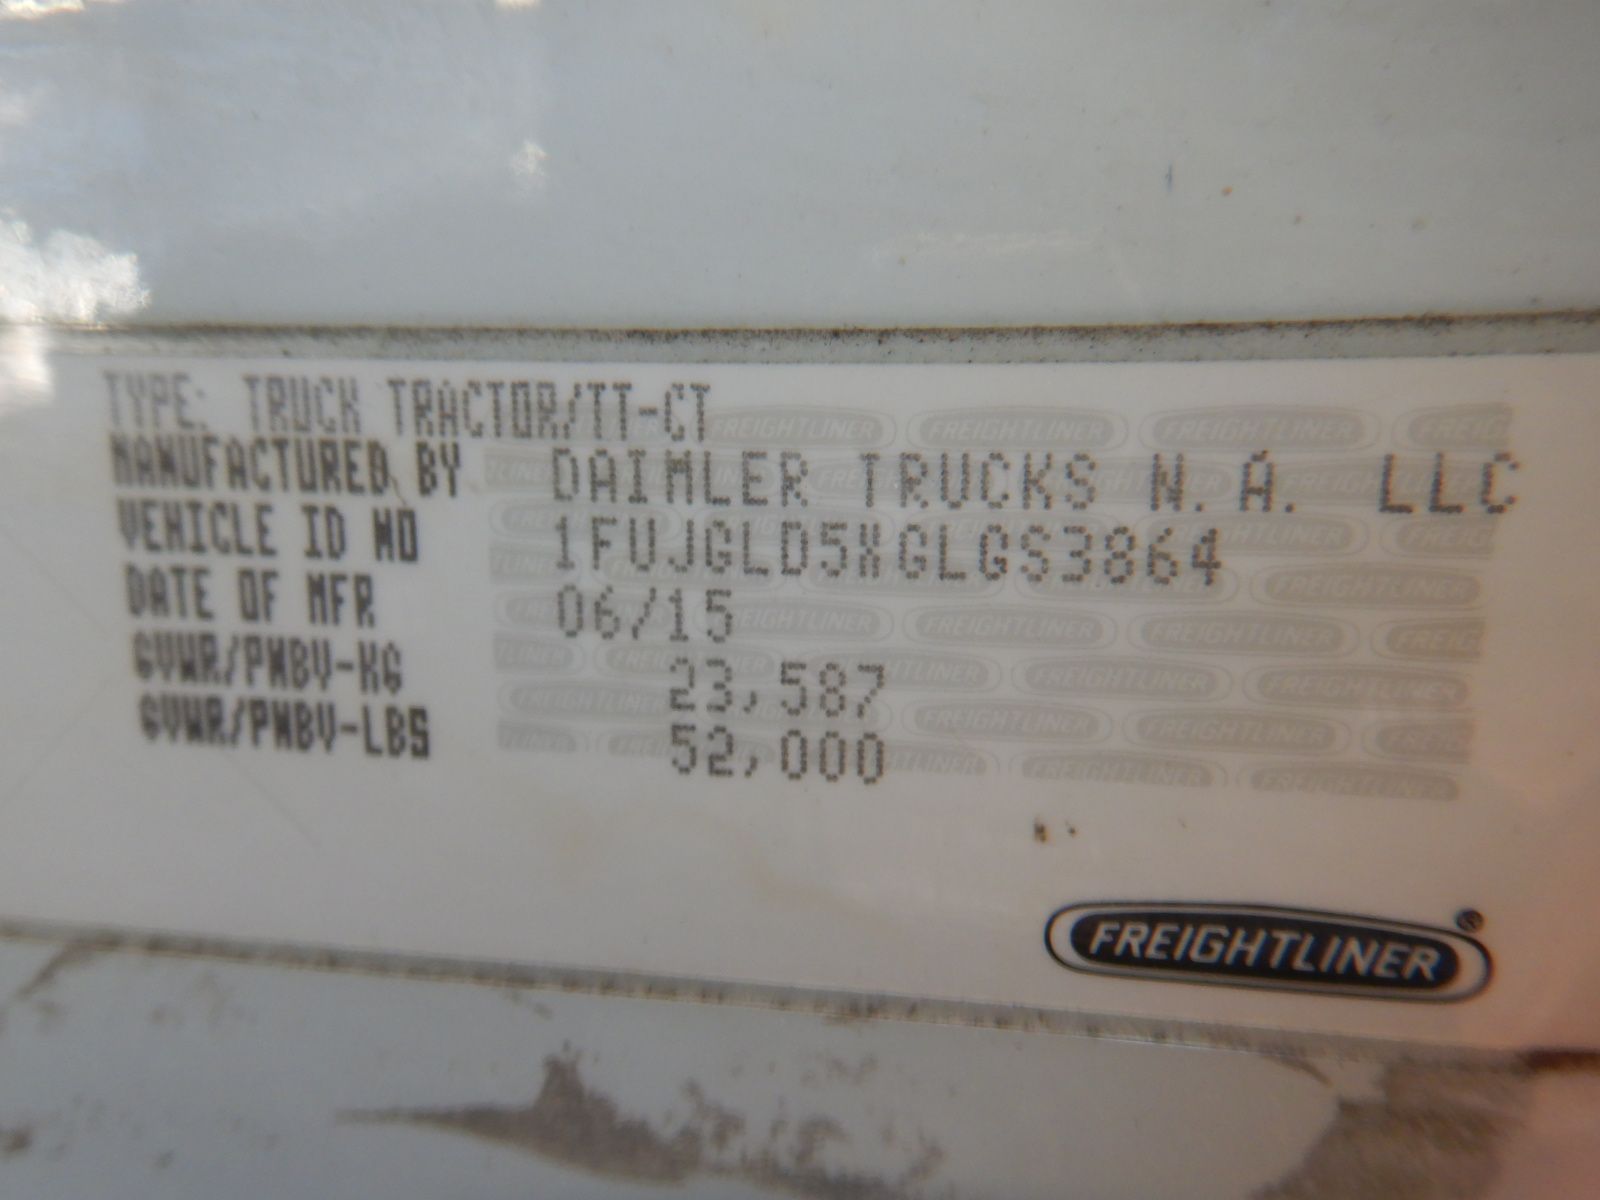 TYPE: TRUCK TRACTOR/TT-CT
MANUFACTURED BY DAIMLER TRUCKS N.A. LLC
VEHICLE ID NO 1FUJGLD5XGLGS3864
DATE OF MFR 06/15
GVWR/PNBV-KG 23,587
GVWR/PNBV-LBS 52,000
FREIGHTLINER®